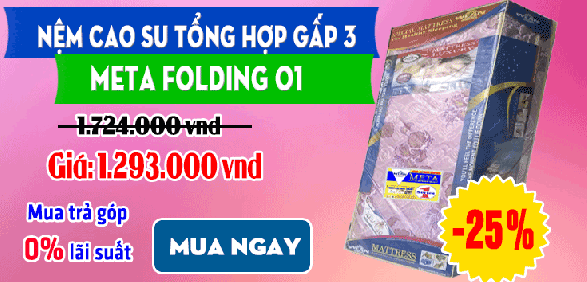 NỆM CAO SU TỔNG HỢP GẤP 3
META FOLDING 01
1.724.000 vnd
Giá: 1.293.000 vnd
Mua trả góp
0% lãi suất
MUA NGAY
META
MATTRESS
-25%